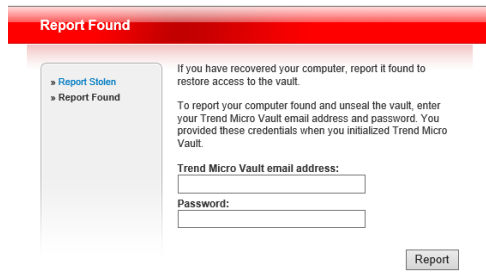 Report Found
» Report Stolen
» Report Found
If you have recovered your computer, report it found to
restore access to the vault.
To report your computer found and unseal the vault, enter
your Trend Micro Vault email address and password. You
provided these credentials when you initialized Trend Micro
Vault.
Trend Micro Vault email address:
Password:
Report